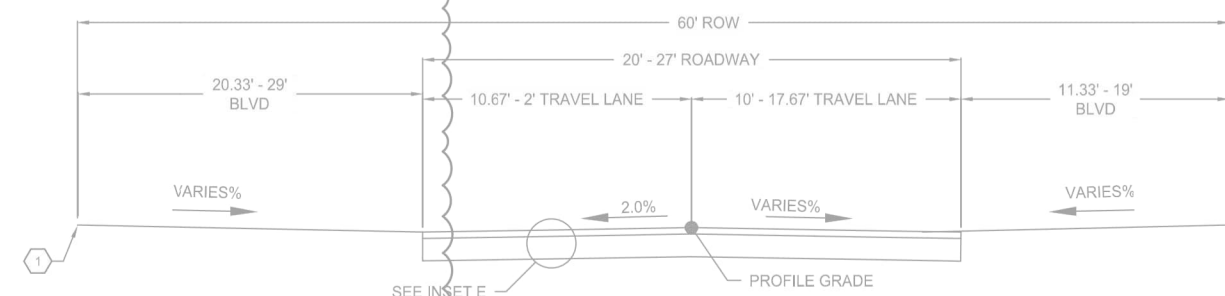 60' ROW
20' - 27' ROADWAY
20.33' - 29'
BLVD
10.67' - 2' TRAVEL LANE
10' - 17.67' TRAVEL LANE
11.33' - 19'
BLVD
VARIES%
2.0%
VARIES%
VARIES%
1
SEE INSET E
PROFILE GRADE